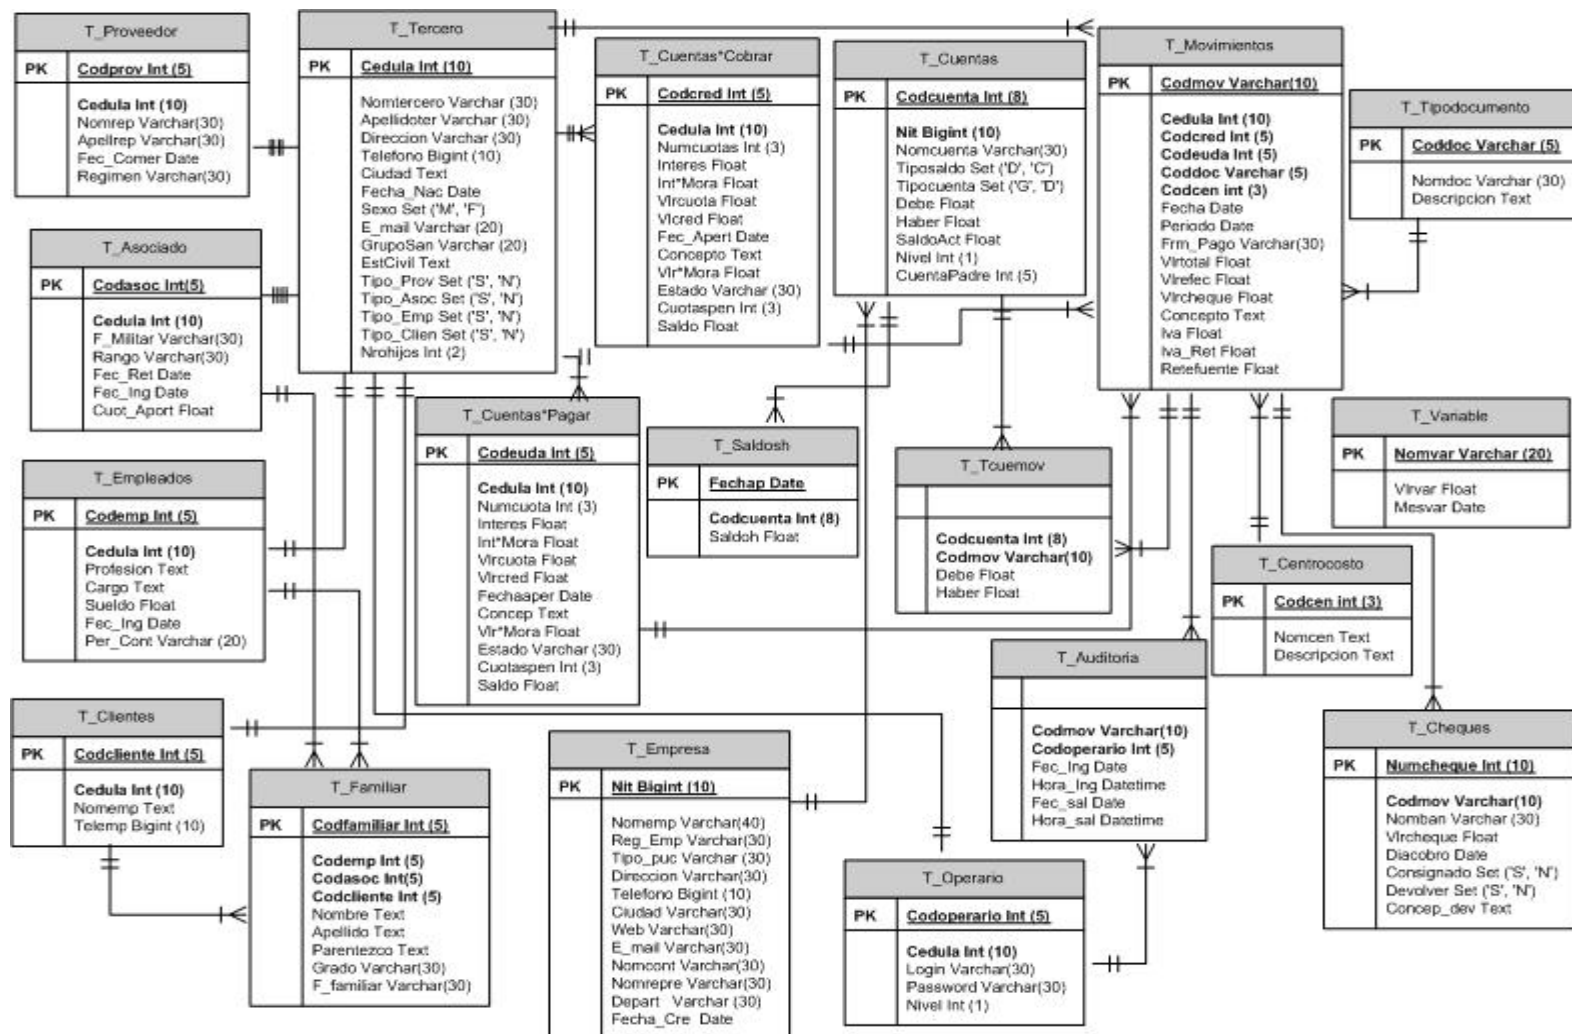 T_Proveedor
PK Codprov Int (5)
Cedula Int (10)
Nomrep Varchar(30)
Apellrep Varchar(30)
Fec_Comer Date
Regimen Varchar(30)
T_Tercero
PK Cedula Int (10)
Nomtercero Varchar (30)
Apellidoter Varchar (30)
Direccion Varchar (30)
Telefono Bigint (10)
Ciudad Text
Fecha_Nac Date
Sexo Set ('M', 'F')
E_mail Varchar (20)
GrupoSan Varchar (20)
EstCivil Text
Tipo_Prov Set ('S', 'N')
Tipo_Asoc Set ('S', 'N')
Tipo_Emp Set ('S', 'N')
Tipo_Clien Set ('S', 'N')
Nrohijos Int (2)
T_Cuentas*Cobrar
PK Codcred Int (5)
Cedula Int (10)
Numcuotas Int (3)
Interes Float
Int*Mora Float
Vlrcuota Float
Vlcred Float
Fec_Apert Date
Concepto Text
Vlr*Mora Float
Estado Varchar (30)
Cuotaspen Int (3)
Saldo Float
T_Cuentas
PK Codcuenta Int (8)
Nit Bigint (10)
Nomcuenta Varchar(30)
Tiposaldo Set ('D', 'C')
Tipocuenta Set ('G', 'D')
Debe Float
Haber Float
SaldoAct Float
Nivel Int (1)
CuentaPadre Int (5)
T_Movimientos
PK Codmov Varchar(10)
Cedula Int (10)
Codcred Int (5)
Codeuda Int (5)
Coddoc Varchar (5)
Codcen int (3)
Fecha Date
Periodo Date
Frm_Pago Varchar(30)
Vlrtotal Float
Vlrefec Float
Vlrcheque Float
Concepto Text
Iva Float
Iva_Ret Float
Retefuente Float
T_Tipodocumento
PK Coddoc Varchar (5)
Nomdoc Varchar (30)
Descripcion Text
T_Asociado
PK Codasoc Int(5)
Cedula Int (10)
F_Militar Varchar(30)
Rango Varchar(30)
Fec_Ret Date
Fec_Ing Date
Cuot_Aport Float
T_Cuentas*Pagar
PK Codeuda Int (5)
Cedula Int (10)
Numcuota Int (3)
Interes Float
Int*Mora Float
Vlrcuota Float
Vlrcred Float
Fechaaper Date
Concep Text
Vlr*Mora Float
Estado Varchar (30)
Cuotaspen Int (3)
Saldo Float
T_Saldosh
PK Fechap Date
Codcuenta Int (8)
Saldoh Float
T_Tcuemov
Codcuenta Int (8)
Codmov Varchar(10)
Debe Float
Haber Float
T_Variable
PK Nomvar Varchar (20)
Vlrvar Float
Mesvar Date
T_Empleados
PK Codemp Int (5)
Cedula Int (10)
Profesion Text
Cargo Text
Sueldo Float
Fec_Ing Date
Per_Cont Varchar (20)
T_Centrocosto
PK Codcen int (3)
Nomcen Text
Descripcion Text
T_Auditoria
Codmov Varchar(10)
Codoperario Int (5)
Fec_Ing Date
Hora_Ing Datetime
Fec_sal Date
Hora_sal Datetime
T_Clientes
PK Codcliente Int (5)
Cedula Int (10)
Nomemp Text
Telemp Bigint (10)
T_Familiar
PK Codfamiliar Int (5)
Codemp Int (5)
Codasoc Int(5)
Codcliente Int (5)
Nombre Text
Apellido Text
Parentezco Text
Grado Varchar(30)
F_familiar Varchar(30)
T_Empresa
PK Nit Bigint (10)
Nomemp Varchar(40)
Reg_Emp Varchar(30)
Tipo_puc Varchar (30)
Direccion Varchar(30)
Telefono Bigint (10)
Ciudad Varchar(30)
Web Varchar(30)
E_mail Varchar(30)
Nomcont Varchar(30)
Nomrepre Varchar(30)
Depart Varchar (30)
Fecha_Cre Date
T_Operario
PK Codoperario Int (5)
Cedula Int (10)
Login Varchar(30)
Password Varchar(30)
Nivel Int (1)
T_Cheques
PK Numcheque Int (10)
Codmov Varchar(10)
Nomban Varchar (30)
Vlrcheque Float
Diacobro Date
Consignado Set ('S', 'N')
Devolver Set ('S', 'N')
Concep_dev Text